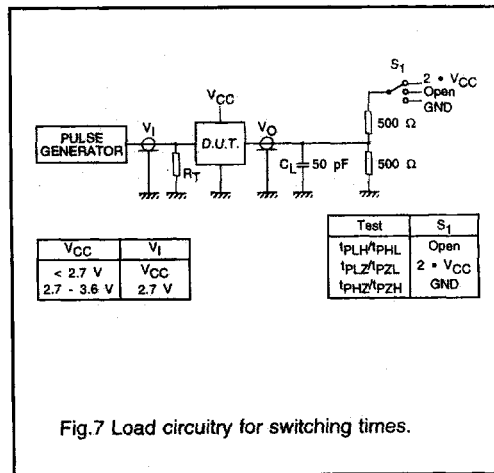 S1
2 • VCC
Open
GND
VCC
500 Ω
PULSE
GENERATOR
VI
D.U.T.
VO
RT
CL
50 pF
500 Ω
VCC VI
< 2.7 V VCC
2.7 - 3.6 V 2.7 V
Test S1
tPLH/tPHL Open
tPLZ/tPZL 2 • VCC
tPHZ/tPZH GND
Fig.7 Load circuitry for switching times.